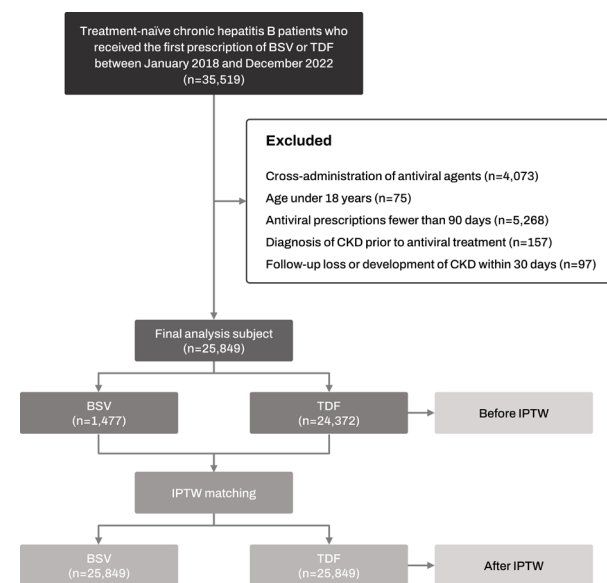 Treatment-naïve chronic hepatitis B patients who
received the first prescription of BSV or TDF
between January 2018 and December 2022
(n=35,519)
Excluded
Cross-administration of antiviral agents (n=4,073)
Age under 18 years (n=75)
Antiviral prescriptions fewer than 90 days (n=5,268)
Diagnosis of CKD prior to antiviral treatment (n=157)
Follow-up loss or development of CKD within 30 days (n=97)
Final analysis subject
(n=25,849)
BSV
(n=1,477)
TDF
(n=24,372)
Before IPTW
IPTW matching
BSV
(n=25,849)
TDF
(n=25,849)
After IPTW